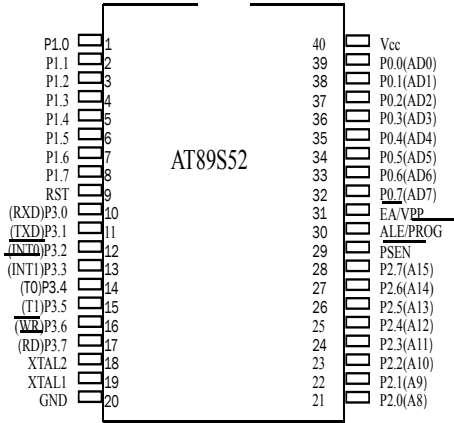 P1.0 1 40 Vcc
P1.1 2 39 P0.0(AD0)
P1.2 3 38 P0.1(AD1)
P1.3 4 37 P0.2(AD2)
P1.4 5 36 P0.3(AD3)
P1.5 6 35 P0.4(AD4)
P1.6 7 AT89S52 34 P0.5(AD5)
P1.7 8 33 P0.6(AD6)
RST 9 32 P0.7(AD7)
(RXD)P3.0 10 31 EA/VPP
(TXD)P3.1 11 30 ALE/PROG
(INT0)P3.2 12 29 PSEN
(INT1)P3.3 13 28 P2.7(A15)
(T0)P3.4 14 27 P2.6(A14)
(T1)P3.5 15 26 P2.5(A13)
(WR)P3.6 16 25 P2.4(A12)
(RD)P3.7 17 24 P2.3(A11)
XTAL2 18 23 P2.2(A10)
XTAL1 19 22 P2.1(A9)
GND 20 21 P2.0(A8)